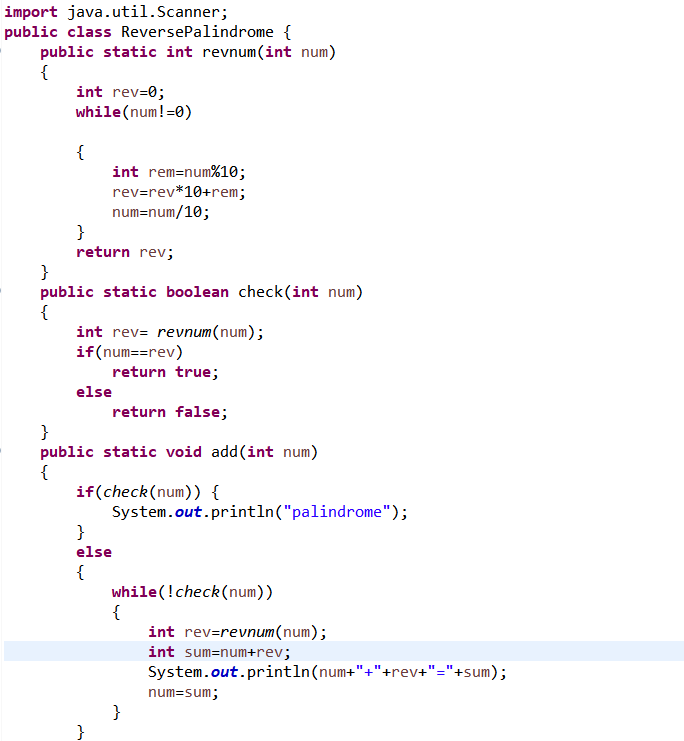 import java.util.Scanner;
public class ReversePalindrome {
    public static int revnum(int num)
    {
        int rev=0;
        while(num!=0)

        {
            int rem=num%10;
            rev=rev*10+rem;
            num=num/10;
        }
        return rev;
    }
    public static boolean check(int num)
    {
        int rev= revnum(num);
        if(num==rev)
            return true;
        else
            return false;
    }
    public static void add(int num)
    {
        if(check(num)) {
            System.out.println("palindrome");
        }
        else
        {
            while(!check(num))
            {
                int rev=revnum(num);
                int sum=num+rev;
                System.out.println(num+"+"+rev+"="+sum);
                num=sum;
            }
        }